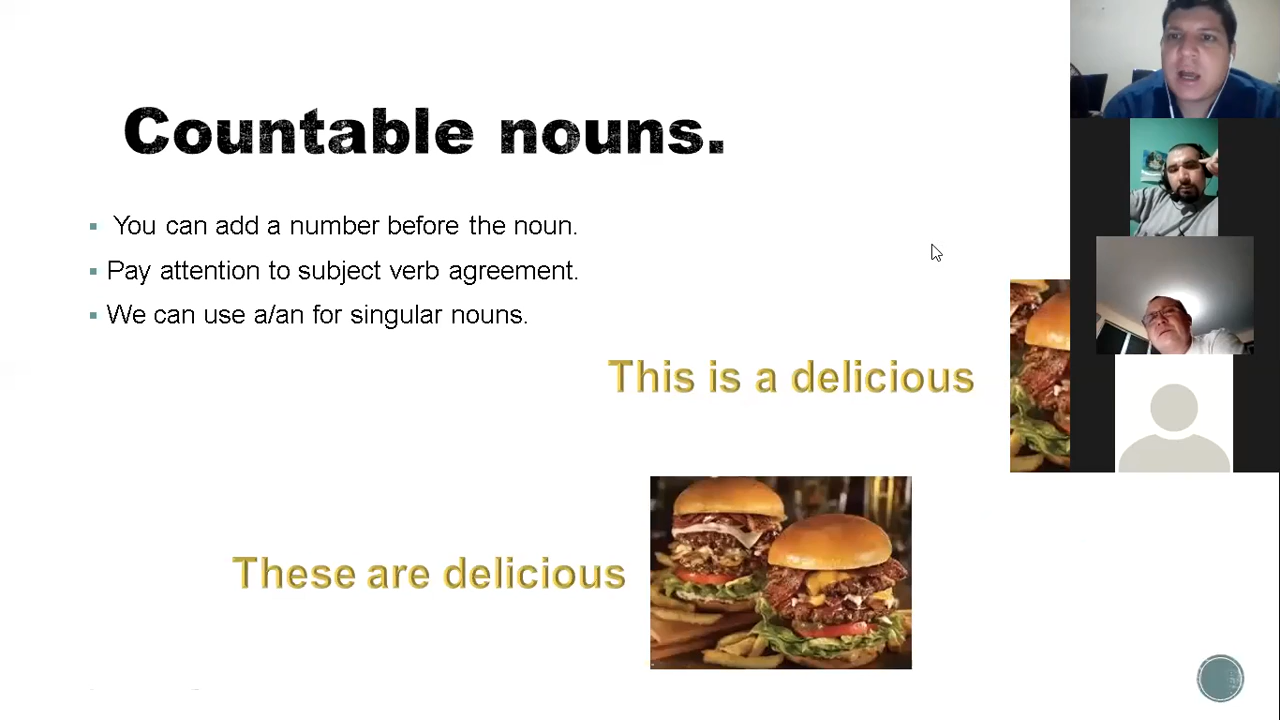 Countable nouns.
You can add a number before the noun.
Pay attention to subject verb agreement.
We can use a/an for singular nouns.
This is a delicious
These are delicious